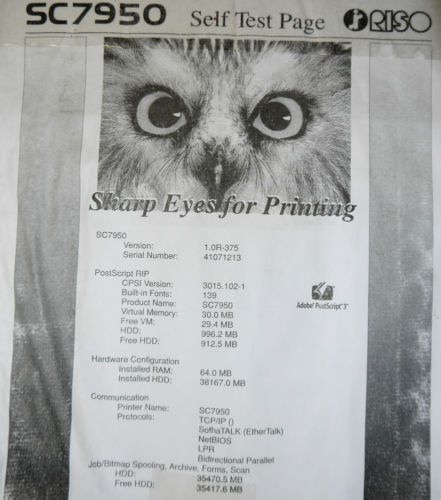 SC7950 Self Test Page RISO
Sharp Eyes for Printing
SC7950
Version: 1.0R-375
Serial Number: 41071213
PostScript RIP
CPSI Version: 3015.102-1
Built-in Fonts: 139
Product Name: SC7950
Virtual Memory: 30.0 MB
Free VM: 29.4 MB
HDD: 996.2 MB
Free HDD: 912.5 MB
Adobe® PostScript® 3™
Hardware Configuration
Installed RAM: 64.0 MB
Installed HDD: 38167.0 MB
Communication
Printer Name: SC7950
Protocols: TCP/IP ()
SothaTALK (EtherTalk)
NetBIOS
LPR
Bidirectional Parallel
Job/Bitmap Spooling, Archive, Forms, Scan
HDD: 35470.5 MB
Free HDD: 35417.6 MB